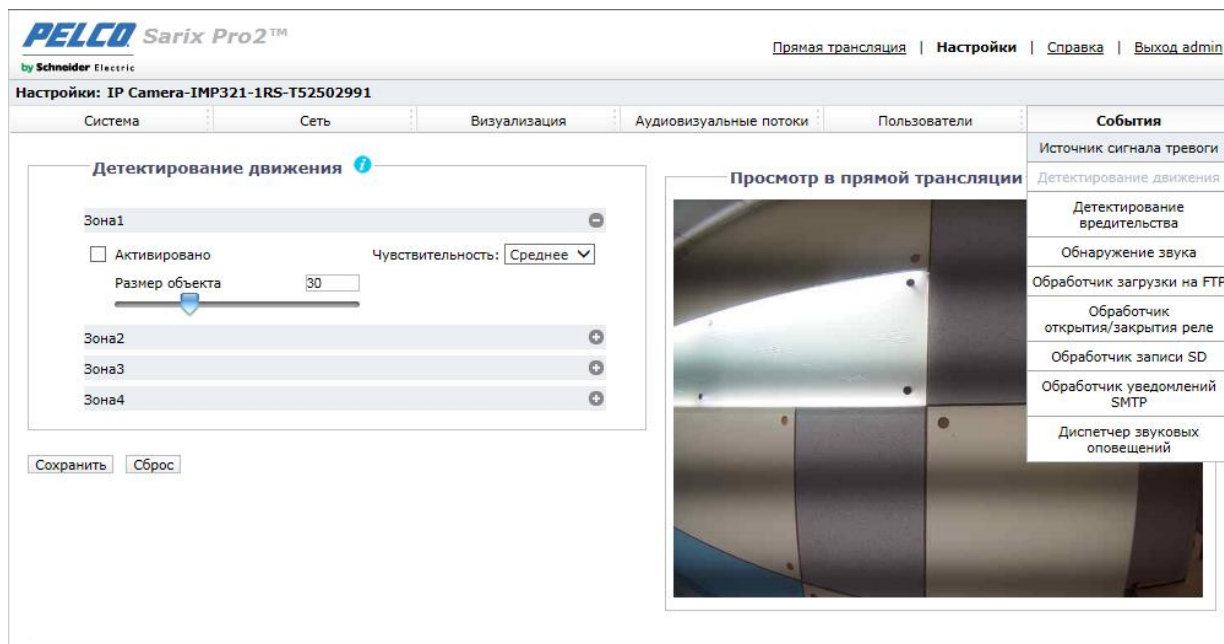 PELCO Sarix Pro2™
by Schneider Electric
Прямая трансляция | Настройки | Справка | Выход admin
Настройки: IP Camera-IMP321-1RS-T52502991
Система Сеть Визуализация Аудиовизуальные потоки Пользователи События
Источник сигнала тревоги
Детектирование движения
Детектирование
вредительства
Обнаружение звука
Обработчик загрузки на FTP
Обработчик
открытия/закрытия реле
Обработчик записи SD
Обработчик уведомлений
SMTP
Диспетчер звуковых
оповещений
Детектирование движения i
Зона1
Активировано Чувствительность: Среднее
Размер объекта 30
Зона2
Зона3
Зона4
Сохранить Сброс
Просмотр в прямой трансляции